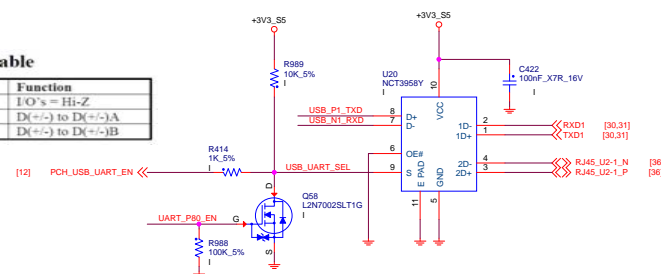 +3V3_S5
+3V3_S5
able
Function
I/O's = Hi-Z
D(+/-) to D(+/-)A
D(+/-) to D(+/-)B
R989
10K_5%
I
U20
NCT3958Y
I
C422
100nF_X7R_16V
I
10
VCC
USB_P1_TXD
8
D+
USB_N1_RXD
7
D-
1D-
2
RXD1
[30,31]
1D+
1
TXD1
[30,31]
6
OE#
2D-
4
RJ45_U2-1_N
[36
9
S
2D+
3
RJ45_U2-1_P
[36
E PAD
GND
11
5
R414
1K_5%
I
[12]
PCH_USB_UART_EN
USB_UART_SEL
D
Q58
L2N7002SLT1G
I
UART_P80_EN
G
S
R988
100K_5%
I